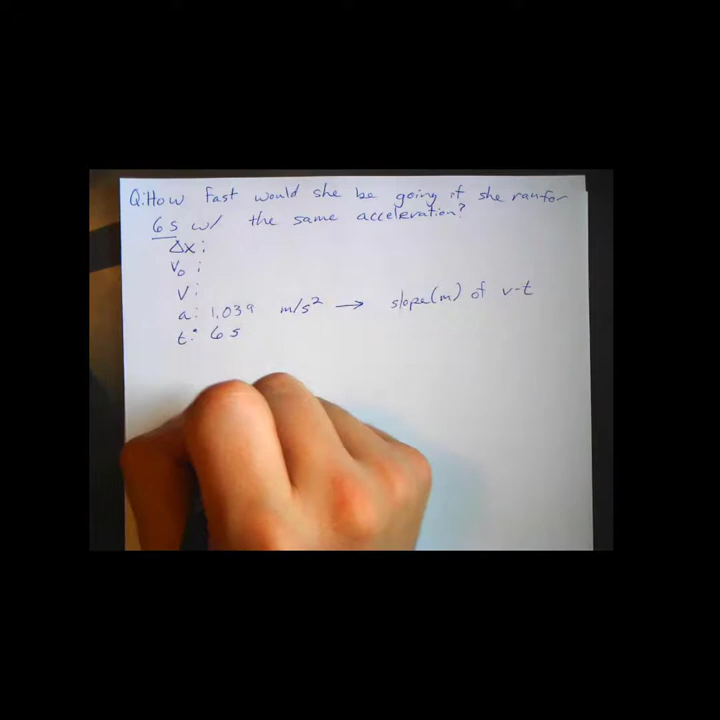 Q: How fast would she be going if she ran for
6 s w/ the same acceleration?
Δx:
v₀:
v:
a: 1.039 m/s² → slope(m) of v-t
t: 6 s